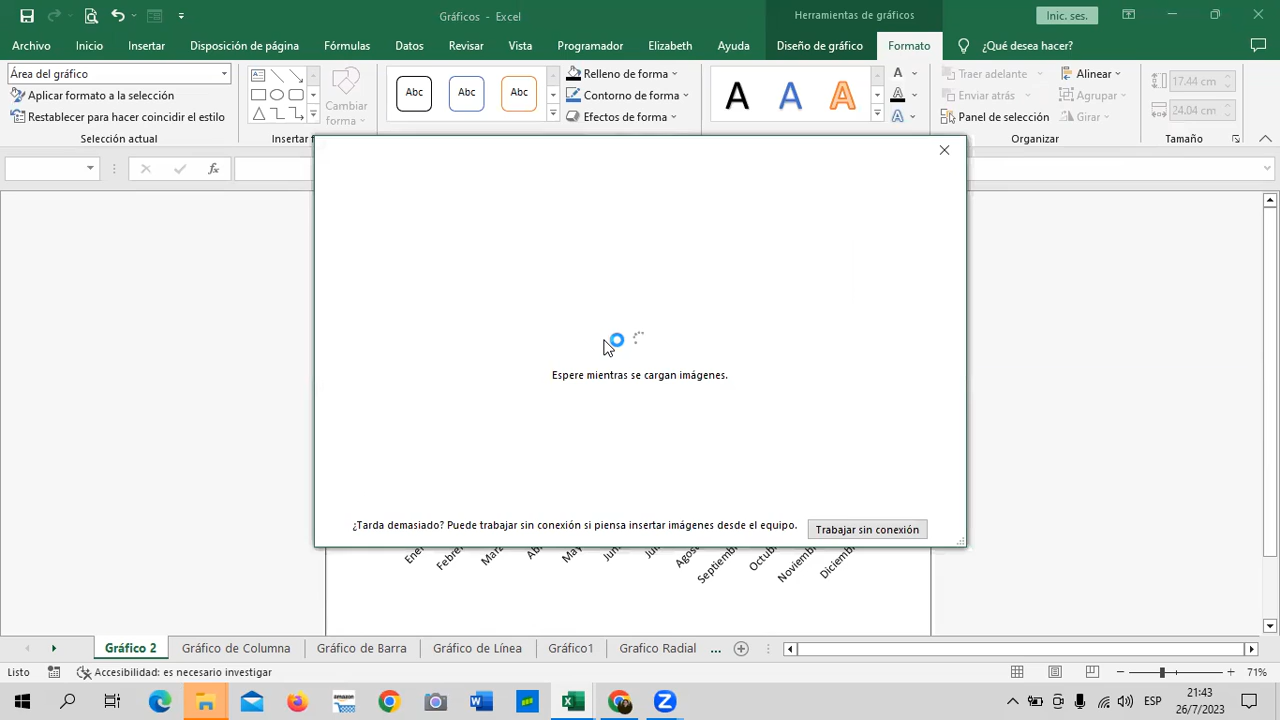 Gráficos - Excel
Herramientas de gráficos
Inic. ses.
Archivo Inicio Insertar Disposición de página Fórmulas Datos Revisar Vista Programador Elizabeth Ayuda Diseño de gráfico Formato ¿Qué desea hacer?
Área del gráfico
Aplicar formato a la selección
Restablecer para hacer coincidir el estilo
Selección actual
Cambiar
forma
Insertar f
Abc Abc Abc
Relleno de forma
Contorno de forma
Efectos de forma
A A A
Traer adelante
Enviar atrás
Panel de selección
Alinear
Agrupar
Girar
Organizar
17.44 cm
24.04 cm
Tamaño
fx
Espere mientras se cargan imágenes.
¿Tarda demasiado? Puede trabajar sin conexión si piensa insertar imágenes desde el equipo.
Trabajar sin conexión
Gráfico 2 Gráfico de Columna Gráfico de Barra Gráfico de Línea Gráfico1 Grafico Radial ...
Listo Accesibilidad: es necesario investigar
71%
ESP
21:43
26/7/2023